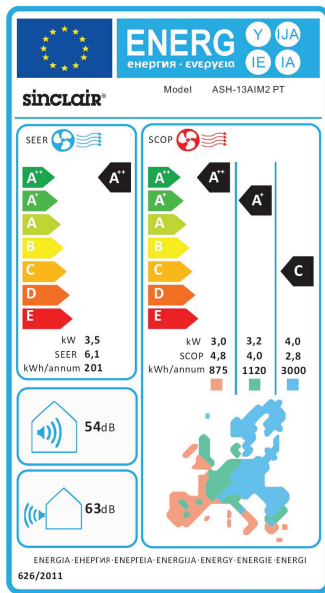 ENERG
енергия · ενεργεια
Y IJA
IE IA
sinclair®
Model ASH-13AIM2 PT
SEER
SCOP
A++ A++
A+
A
B
C
D
E
A++ A++
A+ A+
A
B
C C
D
E
kW 3,5
SEER 6,1
kWh/annum 201
kW 3,0 3,2 4,0
SCOP 4,8 4,0 2,8
kWh/annum 875 1120 3000
54dB
63dB
ENERGIA·ЕНЕРГИЯ·ΕΝΕΡΓΕΙΑ·ENERGIJA·ENERGY·ENERGIE·ENERGI
626/2011